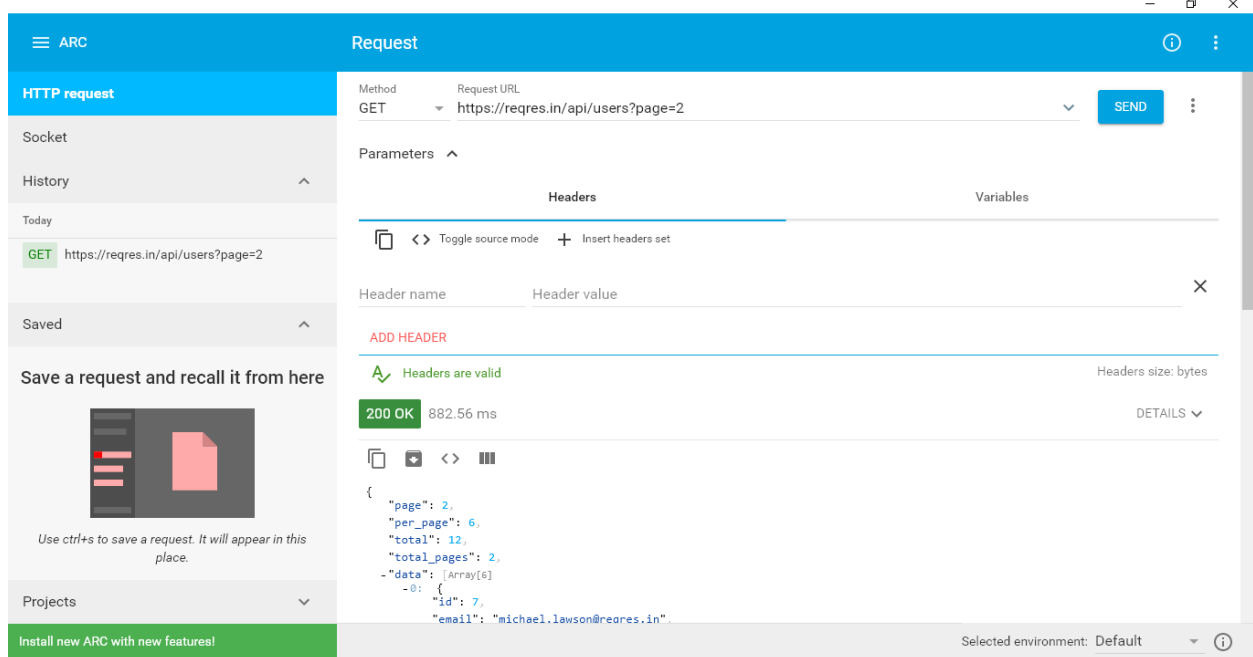 ARC
Request
HTTP request
Method
Request URL
GET
https://reqres.in/api/users?page=2
SEND
Socket
Parameters
History
Headers
Variables
Today
Toggle source mode
Insert headers set
GET https://reqres.in/api/users?page=2
Header name
Header value
Saved
ADD HEADER
Headers are valid
Headers size: bytes
Save a request and recall it from here
200 OK
882.56 ms
DETAILS
{
"page": 2,
"per_page": 6,
"total": 12,
"total_pages": 2,
-"data": [Array[6]
-0: {
"id": 7,
"email": "michael.lawson@reqres.in",
Use ctrl+s to save a request. It will appear in this
place.
Projects
Install new ARC with new features!
Selected environment: Default